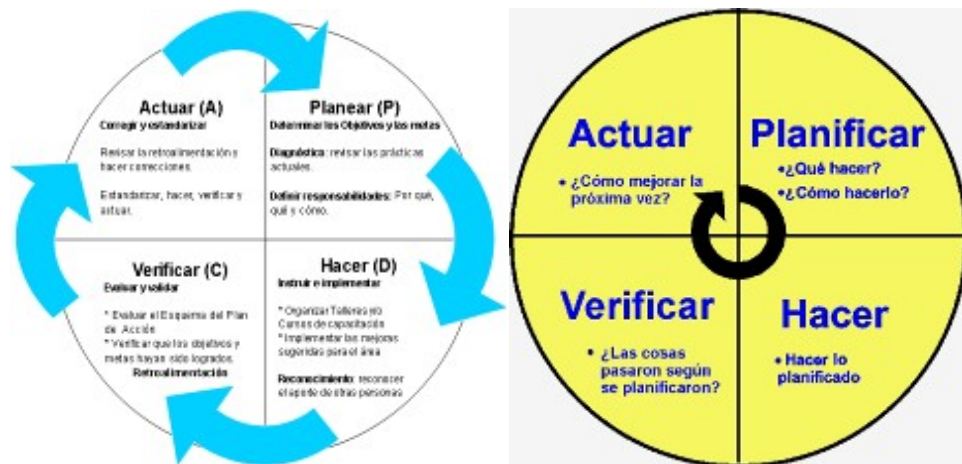 Actuar (A)
Corregir y estandarizar
Revisar la retroalimentación y
hacer correcciones.
Estandarizar, hacer, verificar y
actuar.
Planear (P)
Determinar los Objetivos y las metas
Diagnóstica: revisar las prácticas
actuales.
Definir responsabilidades: Por qué,
qué y cómo.
Verificar (C)
Evaluar y validar
* Evaluar el Esquema del Plan
de Acción
* Verificar que los objetivos y
metas hayan sido logrados.
Retroalimentación
Hacer (D)
Instruir e implementar
* Organizar Talleres y/o
Cursos de capacitación
* Implementar las mejoras
sugeridas para el área
Reconocimiento: reconocer
el aporte de otras personas
Actuar
• ¿Cómo mejorar la
próxima vez?
Planificar
•¿Qué hacer?
•¿Cómo hacerlo?
Verificar
• ¿Las cosas
pasaron según
se planificaron?
Hacer
• Hacer lo
planificado